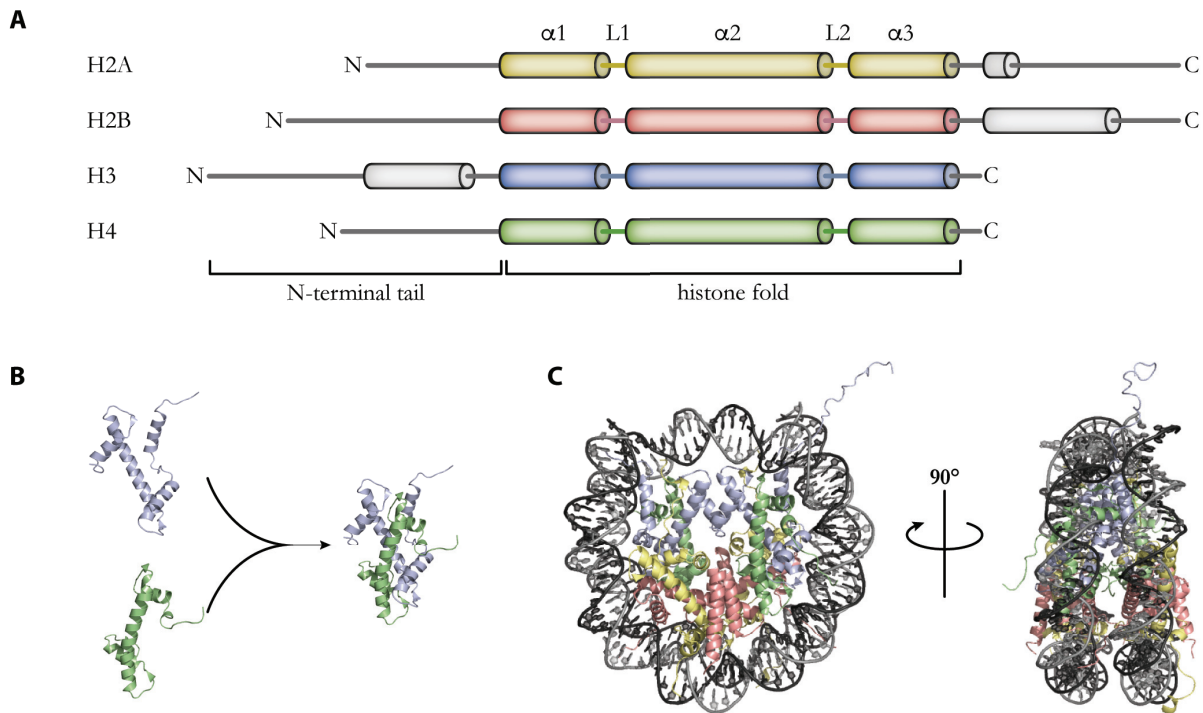 A
α1 L1 α2 L2 α3
H2A N C
H2B N C
H3 N C
H4 N C
N-terminal tail histone fold
B
C
90°